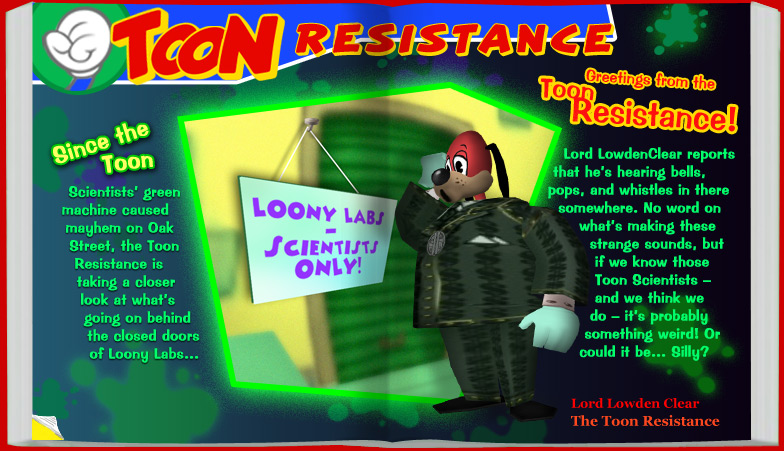 TOON RESISTANCE
Since the
Toon
Scientists' green
machine caused
mayhem on Oak
Street, the Toon
Resistance is
taking a closer
look at what's
going on behind
the closed doors
of Loony Labs...
LOONY LABS
–
SCIENTISTS
ONLY!
Greetings from the
Toon
Resistance!
Lord LowdenClear reports
that he's hearing bells,
pops, and whistles in there
somewhere. No word on
what's making these
strange sounds, but
if we know those
Toon Scientists –
and we think we
do – it's probably
something weird! Or
could it be... Silly?
Lord Lowden Clear
The Toon Resistance